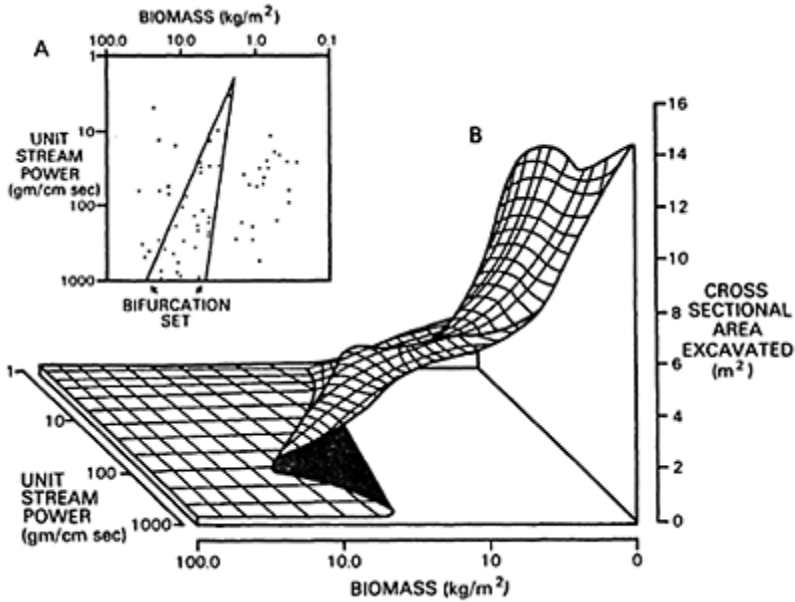 BIOMASS (kg/m²)
A
100.0 10.0 1.0 0.1
1
10
100
1000
UNIT
STREAM
POWER
(gm/cm sec)
BIFURCATION
SET
B
16
14
12
10
8
6
4
2
0
CROSS
SECTIONAL
AREA
EXCAVATED
(m²)
1
10
100
1000
UNIT
STREAM
POWER
(gm/cm sec)
100.0 10.0 10 0
BIOMASS (kg/m²)